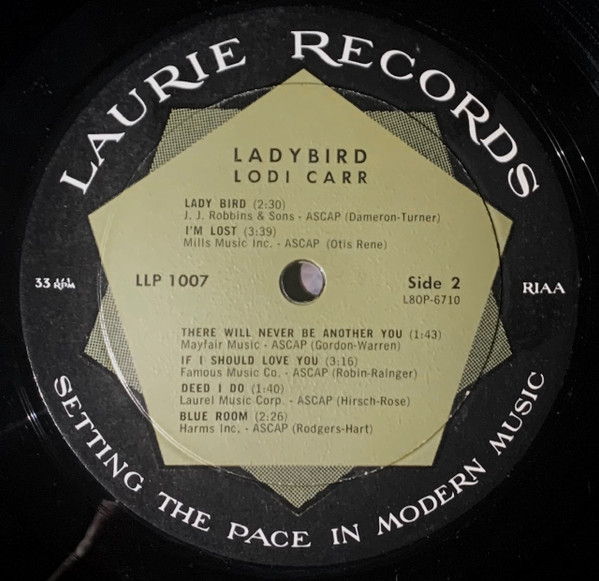 LAURIE RECORDS
LADYBIRD
LODI CARR
LADY BIRD (2:30)
J. J. Robbins & Sons - ASCAP (Dameron-Turner)
I'M LOST (3:39)
Mills Music Inc. - ASCAP (Otis Rene)
33 ⅓ RPM
LLP 1007
Side 2
L8OP-6710
RIAA
THERE WILL NEVER BE ANOTHER YOU (1:43)
Mayfair Music - ASCAP (Gordon-Warren)
IF I SHOULD LOVE YOU (3:16)
Famous Music Co. - ASCAP (Robin-Rainger)
DEED I DO (1:40)
Laurel Music Corp. - ASCAP (Hirsch-Rose)
BLUE ROOM (2:26)
Harms Inc. - ASCAP (Rodgers-Hart)
SETTING THE PACE IN MODERN MUSIC